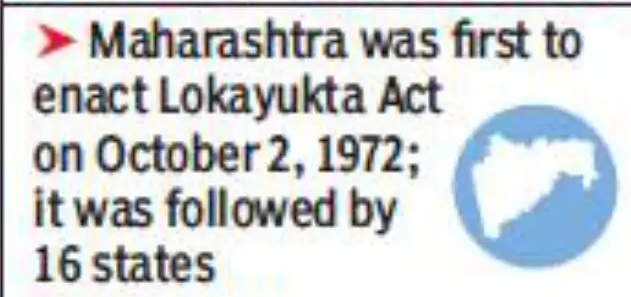 ➤ Maharashtra was first to
enact Lokayukta Act
on October 2, 1972;
it was followed by
16 states